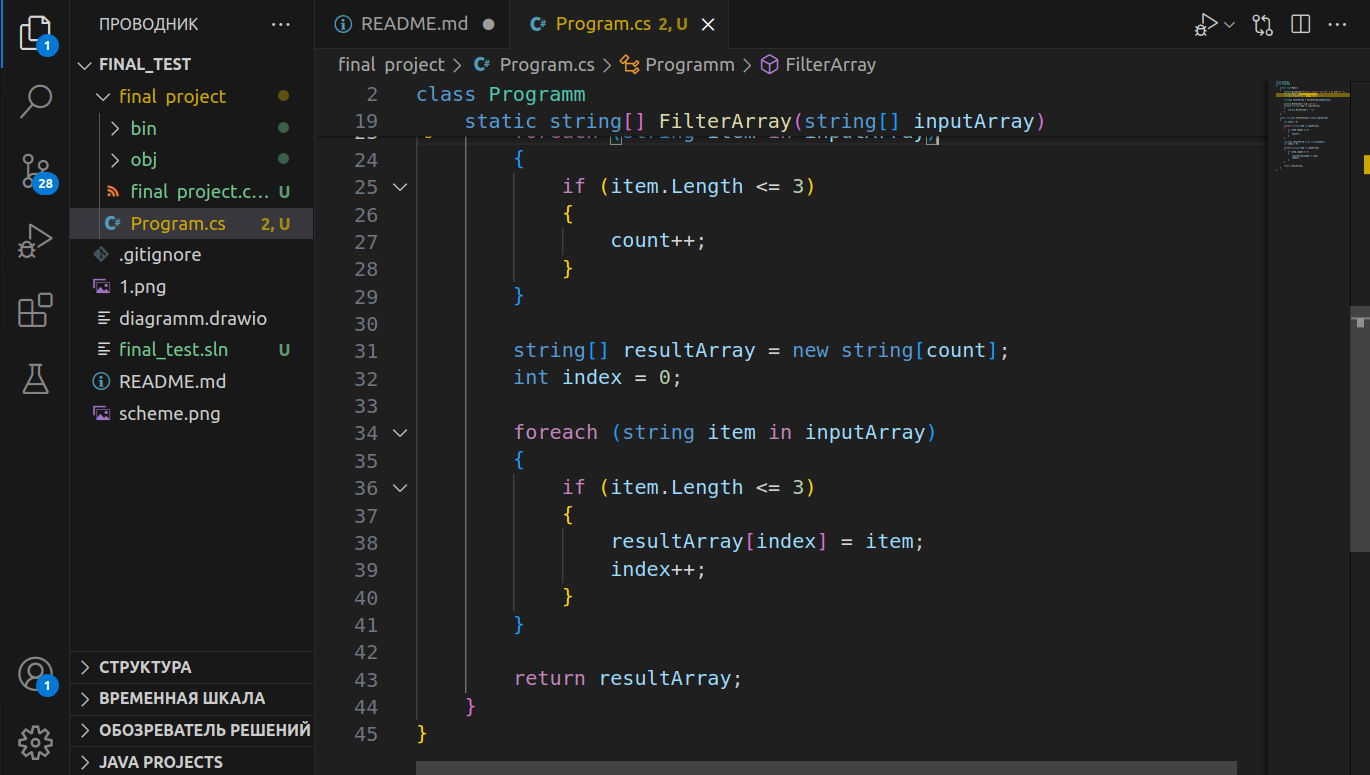 ПРОВОДНИК ···
README.md ●
C# Program.cs 2, U ×
final project > C# Program.cs > Programm > FilterArray
FINAL_TEST
final project
bin
obj
final project.c... U
C# Program.cs 2, U
.gitignore
1.png
diagramm.drawio
final_test.sln U
README.md
scheme.png
СТРУКТУРА
ВРЕМЕННАЯ ШКАЛА
ОБОЗРЕВАТЕЛЬ РЕШЕНИЙ
JAVA PROJECTS
1
28
1
2 class Programm
19 static string[] FilterArray(string[] inputArray)
23 foreach (string item in inputArray)
24 {
25 if (item.Length <= 3)
26 {
27 count++;
28 }
29 }
30
31 string[] resultArray = new string[count];
32 int index = 0;
33
34 foreach (string item in inputArray)
35 {
36 if (item.Length <= 3)
37 {
38 resultArray[index] = item;
39 index++;
40 }
41 }
42
43 return resultArray;
44 }
45 }